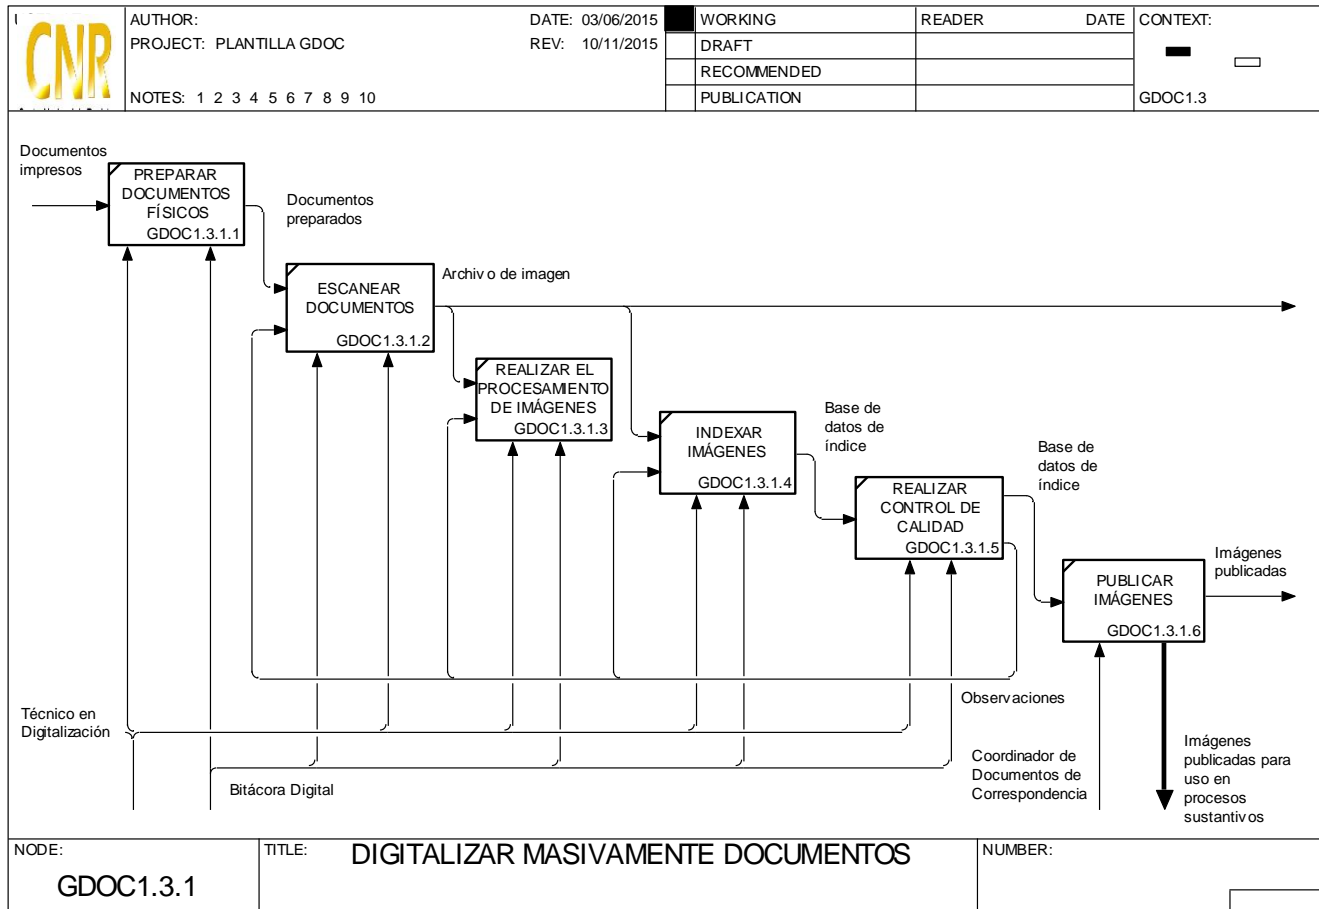 CNR
AUTHOR:
DATE: 03/06/2015
PROJECT: PLANTILLA GDOC
REV: 10/11/2015
NOTES: 1 2 3 4 5 6 7 8 9 10
WORKING
DRAFT
RECOMMENDED
PUBLICATION
READER
DATE
CONTEXT:
GDOC1.3
Documentos
impresos
PREPARAR
DOCUMENTOS
FÍSICOS
GDOC1.3.1.1
Documentos
preparados
ESCANEAR
DOCUMENTOS
GDOC1.3.1.2
Archivo de imagen
REALIZAR EL
PROCESAMIENTO
DE IMÁGENES
GDOC1.3.1.3
INDEXAR
IMÁGENES
GDOC1.3.1.4
Base de
datos de
índice
REALIZAR
CONTROL DE
CALIDAD
GDOC1.3.1.5
Base de
datos de
índice
PUBLICAR
IMÁGENES
GDOC1.3.1.6
Imágenes
publicadas
Observaciones
Técnico en
Digitalización
Bitácora Digital
Coordinador de
Documentos de
Correspondencia
Imágenes
publicadas para
uso en
procesos
sustantivos
NODE:
GDOC1.3.1
TITLE:
DIGITALIZAR MASIVAMENTE DOCUMENTOS
NUMBER: